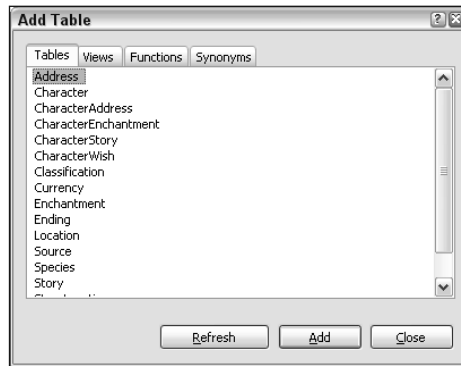 Add Table
Tables Views Functions Synonyms
Address
Character
CharacterAddress
CharacterEnchantment
CharacterStory
CharacterWish
Classification
Currency
Enchantment
Ending
Location
Source
Species
Story
Refresh Add Close